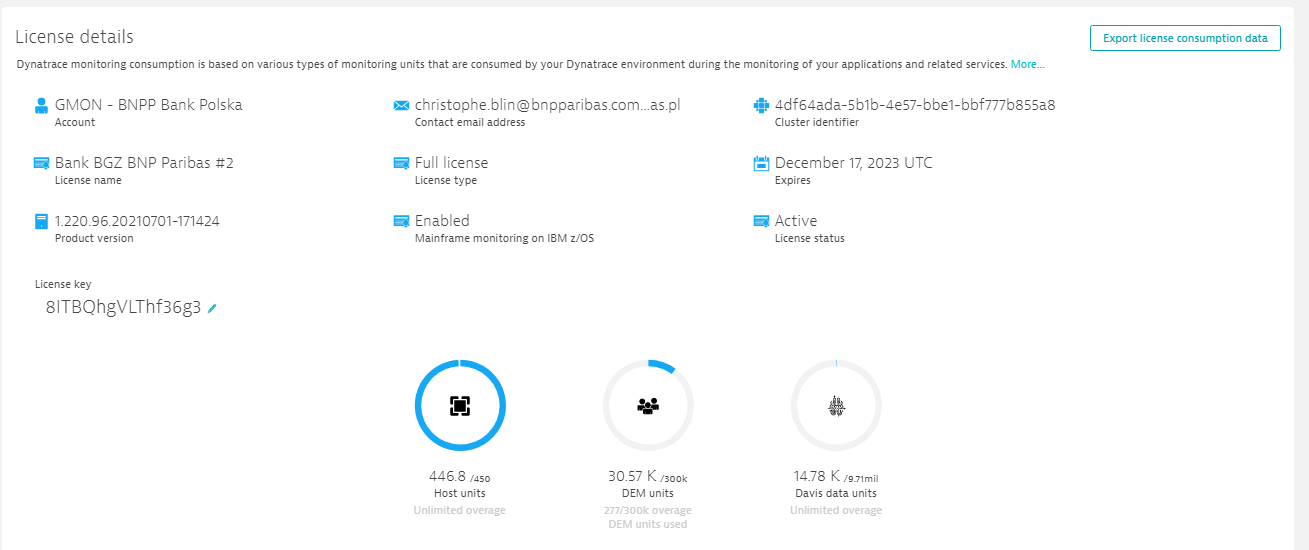 License details
Export license consumption data
Dynatrace monitoring consumption is based on various types of monitoring units that are consumed by your Dynatrace environment during the monitoring of your applications and related services. More...
GMON - BNPP Bank Polska
Account
christophe.blin@bnpparibas.com...as.pl
Contact email address
4df64ada-5b1b-4e57-bbe1-bbf777b855a8
Cluster identifier
Bank BGZ BNP Paribas #2
License name
Full license
License type
December 17, 2023 UTC
Expires
1.220.96.20210701-171424
Product version
Enabled
Mainframe monitoring on IBM z/OS
Active
License status
License key
8ITBQhgVLThf36g3
446.8 /450
Host units
Unlimited overage
30.57 K /300k
DEM units
277/300k overage
DEM units used
14.78 K /9.71mil
Davis data units
Unlimited overage